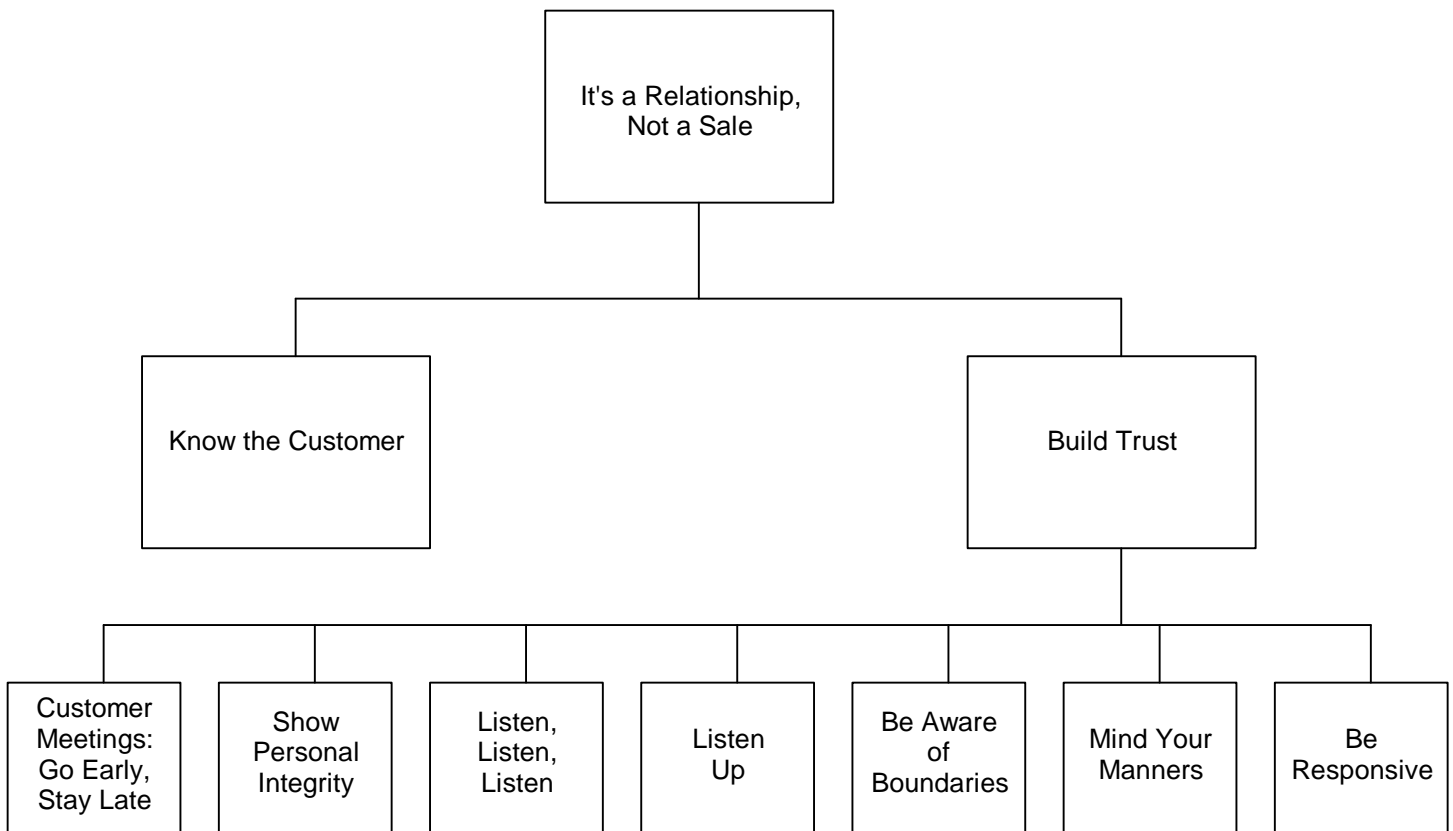 It's a Relationship,
Not a Sale
Know the Customer
Build Trust
Customer
Meetings:
Go Early,
Stay Late
Show
Personal
Integrity
Listen,
Listen,
Listen
Listen
Up
Be Aware
of
Boundaries
Mind Your
Manners
Be
Responsive